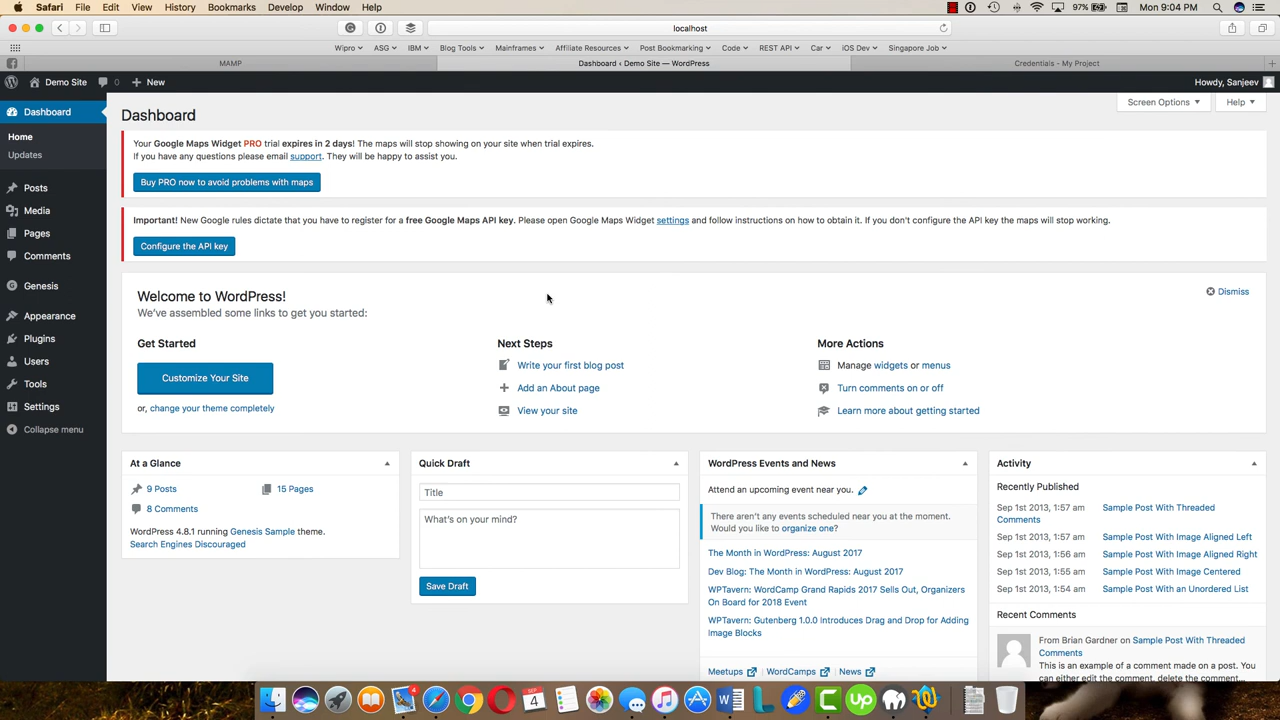 Safari File Edit View History Bookmarks Develop Window Help 97% Mon 9:04 PM
localhost
Wipro ASG IBM Blog Tools Mainframes Affiliate Resources Post Bookmarking Code REST API Car iOS Dev Singapore Job
MAMP Dashboard ‹ Demo Site — WordPress Credentials - My Project
Demo Site 0 New Howdy, Sanjeev
Dashboard
Home
Updates
Posts
Media
Pages
Comments
Genesis
Appearance
Plugins
Users
Tools
Settings
Collapse menu
Screen Options Help
Dashboard
Your Google Maps Widget PRO trial expires in 2 days! The maps will stop showing on your site when trial expires.
If you have any questions please email support. They will be happy to assist you.
Buy PRO now to avoid problems with maps
Important! New Google rules dictate that you have to register for a free Google Maps API key. Please open Google Maps Widget settings and follow instructions on how to obtain it. If you don't configure the API key the maps will stop working.
Configure the API key
Welcome to WordPress!
Dismiss
We've assembled some links to get you started:
Get Started
Customize Your Site
or, change your theme completely
Next Steps
Write your first blog post
Add an About page
View your site
More Actions
Manage widgets or menus
Turn comments on or off
Learn more about getting started
At a Glance
9 Posts 15 Pages
8 Comments
WordPress 4.8.1 running Genesis Sample theme.
Search Engines Discouraged
Quick Draft
Title
What's on your mind?
Save Draft
WordPress Events and News
Attend an upcoming event near you.
There aren't any events scheduled near you at the moment.
Would you like to organize one?
The Month in WordPress: August 2017
Dev Blog: The Month in WordPress: August 2017
WPTavern: WordCamp Grand Rapids 2017 Sells Out, Organizers
On Board for 2018 Event
WPTavern: Gutenberg 1.0.0 Introduces Drag and Drop for Adding
Image Blocks
Meetups | WordCamps | News
Activity
Recently Published
Sep 1st 2013, 1:57 am Sample Post With Threaded
Comments
Sep 1st 2013, 1:57 am Sample Post With Image Aligned Left
Sep 1st 2013, 1:56 am Sample Post With Image Aligned Right
Sep 1st 2013, 1:55 am Sample Post With Image Centered
Sep 1st 2013, 1:54 am Sample Post With an Unordered List
Recent Comments
From Brian Gardner on Sample Post With Threaded
Comments
This is an example of a comment made on a post. You
can either edit the comment, delete the comment...
4
SEP
4
up